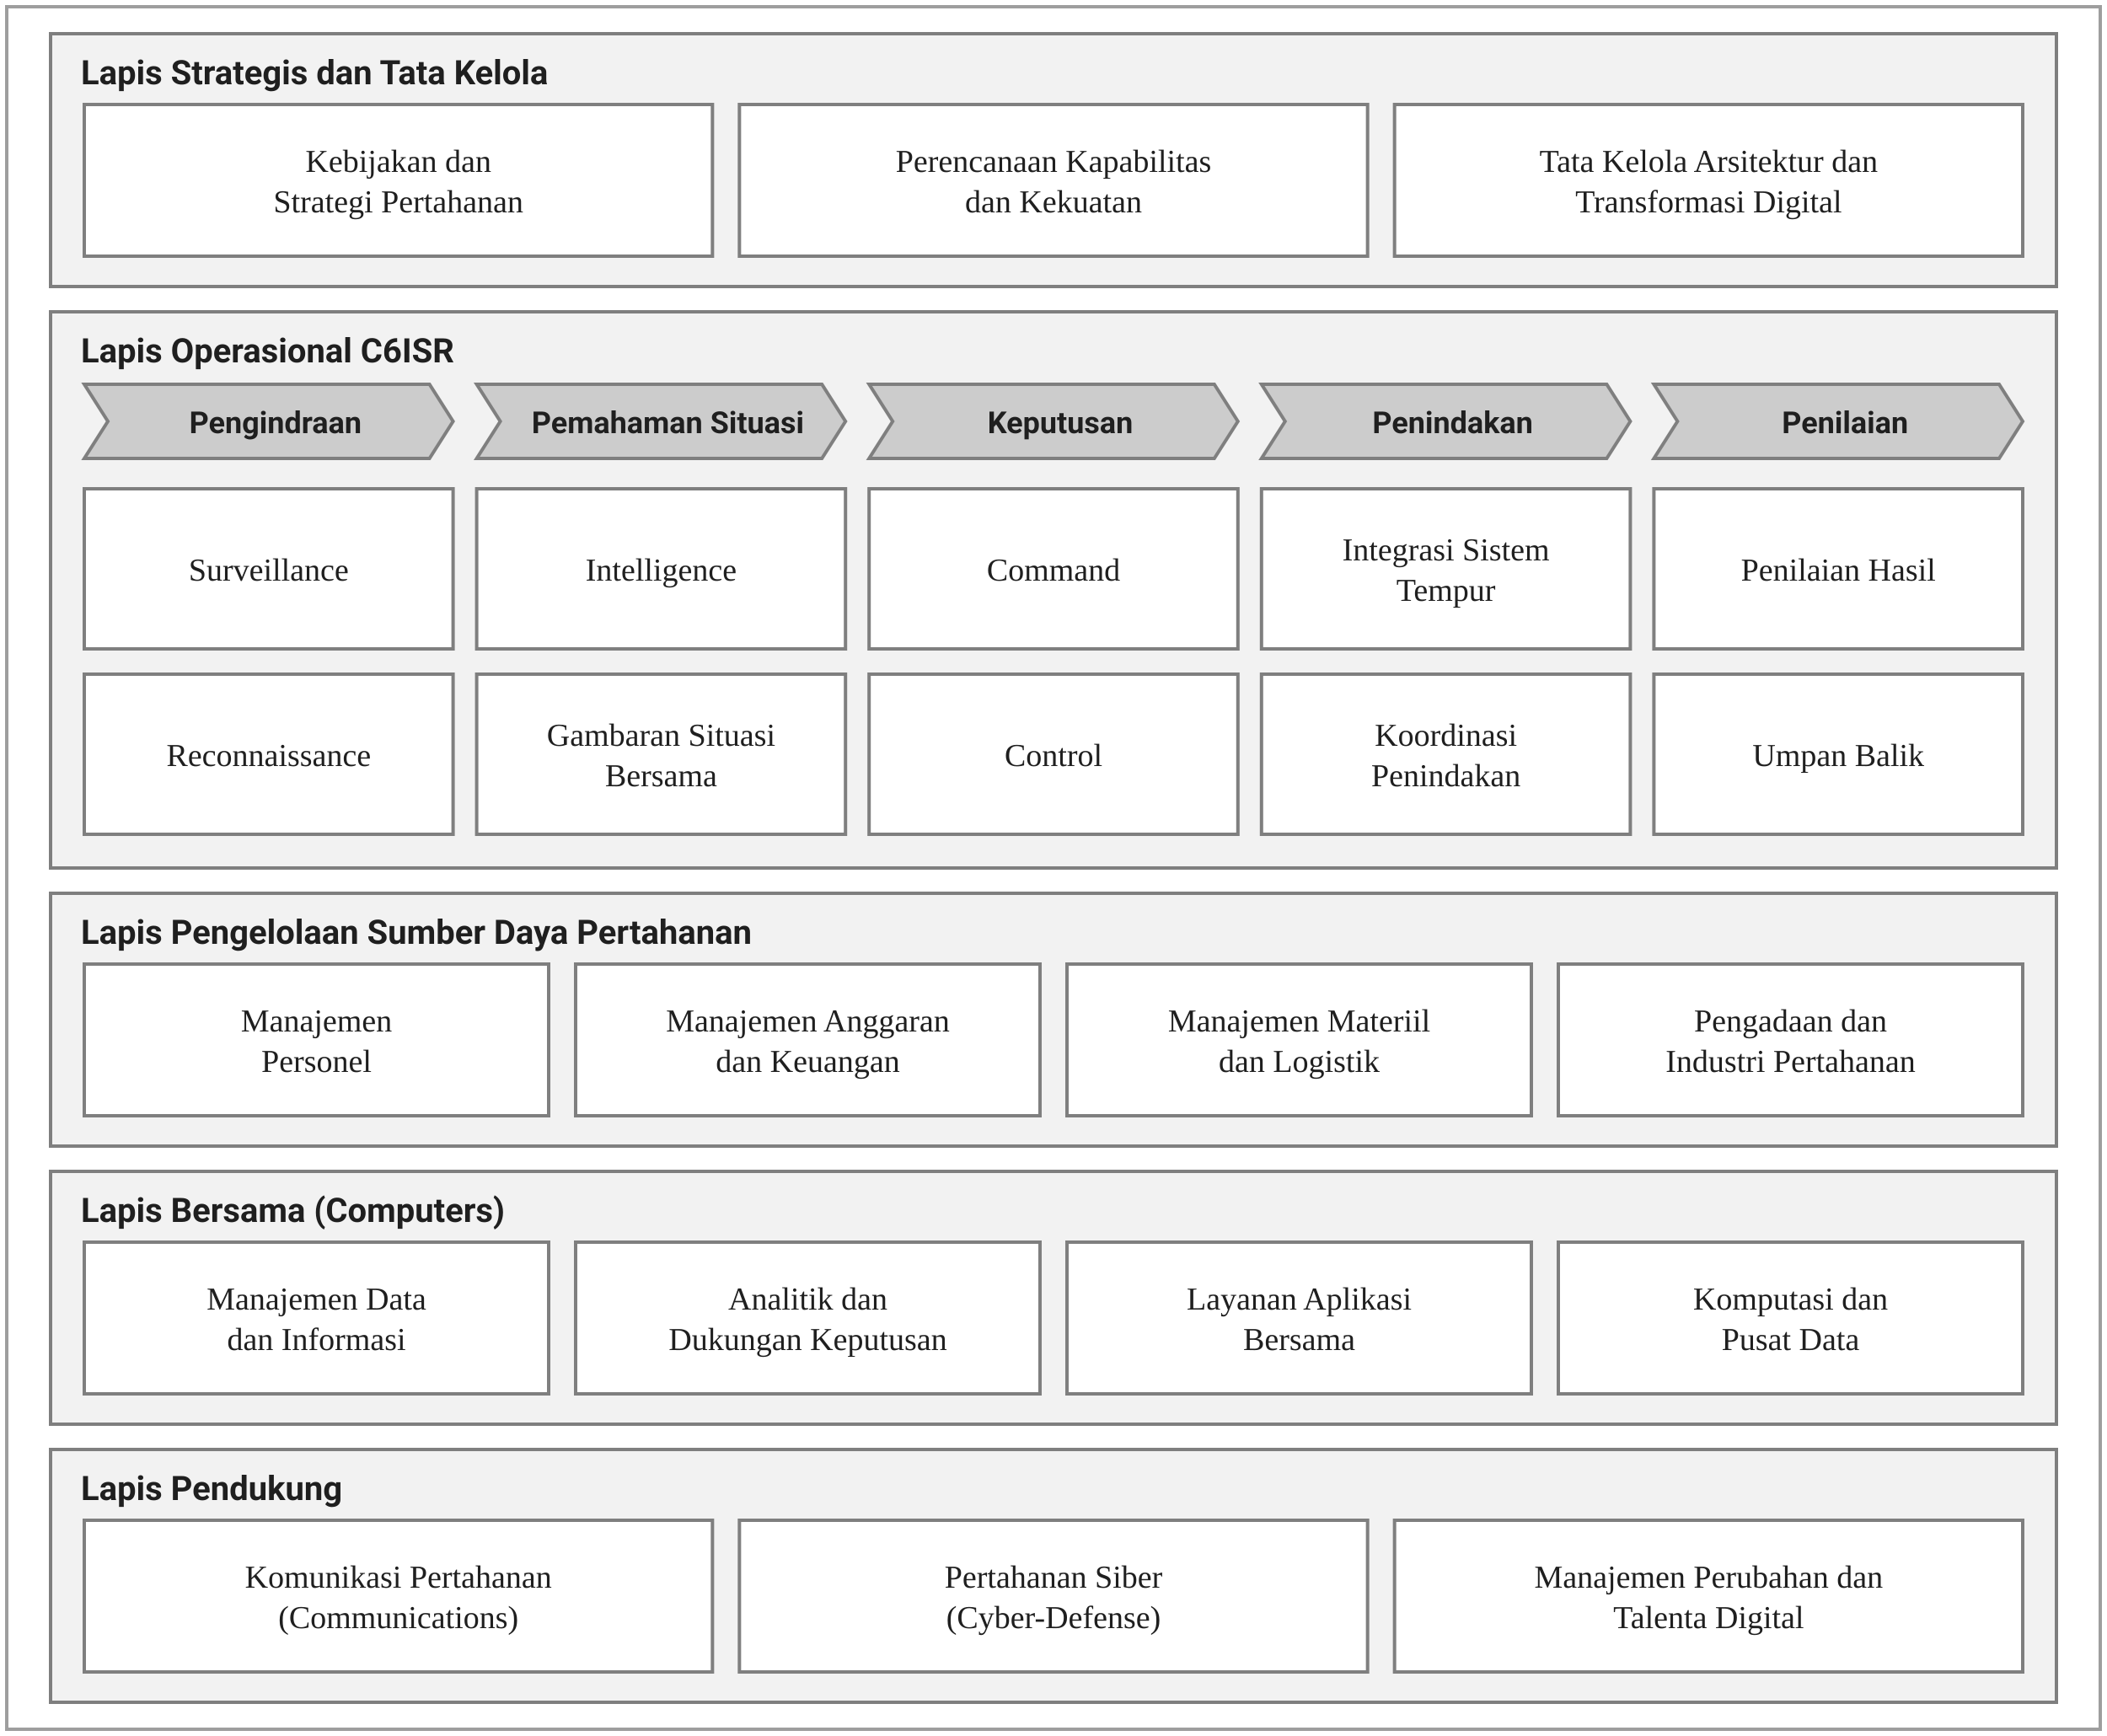 Lapis Strategis dan Tata Kelola
Kebijakan dan
Strategi Pertahanan
Perencanaan Kapabilitas
dan Kekuatan
Tata Kelola Arsitektur dan
Transformasi Digital
Lapis Operasional C6ISR
Pengindraan
Pemahaman Situasi
Keputusan
Penindakan
Penilaian
Surveillance
Intelligence
Command
Integrasi Sistem
Tempur
Penilaian Hasil
Reconnaissance
Gambaran Situasi
Bersama
Control
Koordinasi
Penindakan
Umpan Balik
Lapis Pengelolaan Sumber Daya Pertahanan
Manajemen
Personel
Manajemen Anggaran
dan Keuangan
Manajemen Materiil
dan Logistik
Pengadaan dan
Industri Pertahanan
Lapis Bersama (Computers)
Manajemen Data
dan Informasi
Analitik dan
Dukungan Keputusan
Layanan Aplikasi
Bersama
Komputasi dan
Pusat Data
Lapis Pendukung
Komunikasi Pertahanan
(Communications)
Pertahanan Siber
(Cyber-Defense)
Manajemen Perubahan dan
Talenta Digital